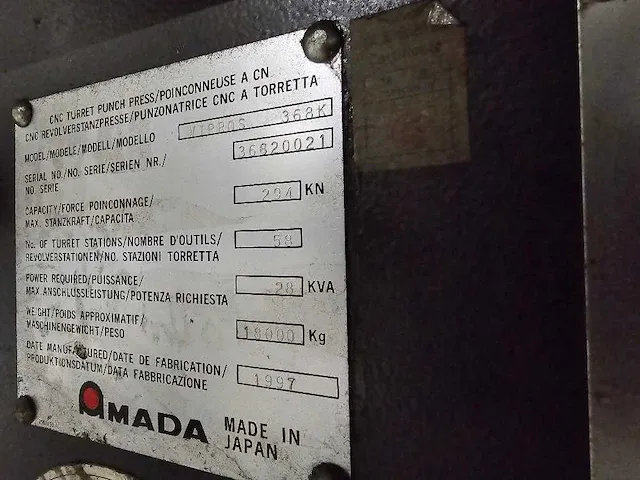 CNC TURRET PUNCH PRESS/POINCONNEUSE A CN
CNC REVOLVERSTANZPRESSE/PUNZONATRICE CNC A TORRETTA
MODEL/MODELE/MODELL/MODELLO VIPROS 368K
SERIAL NO./NO. SERIE/SERIEN NR./ 36820021
NO. SERIE
CAPACITY/FORCE POINCONNAGE/ 294 KN
MAX. STANZKRAFT/CAPACITA
No. OF TURRET STATIONS/NOMBRE D'OUTILS/ 58
REVOLVERSTATIONEN/NO. STAZIONI TORRETTA
POWER REQUIRED/PUISSANCE/ 28 KVA
MAX.ANSCHLUSSLEISTUNG/POTENZA RICHIESTA
WEIGHT/POIDS APPROXIMATIF/ 18000 Kg
MASCHINENGEWICHT/PESO
DATE MANUFACTURED/DATE DE FABRICATION/ 1997
PRODUKTIONSDATUM/DATA FABBRICAZIONE
AMADA MADE IN
JAPAN